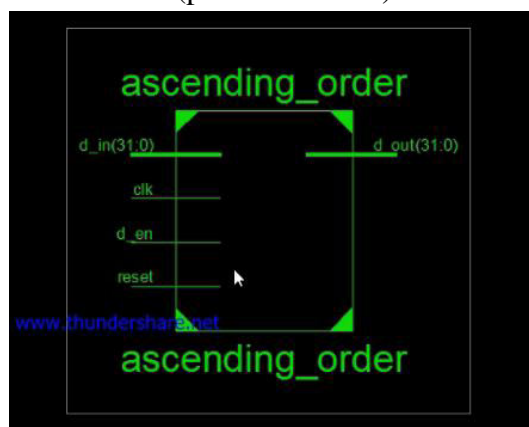 ascending_order
d_in(31:0)
d_out(31:0)
clk
d_en
reset
www.thundershare.net
ascending_order